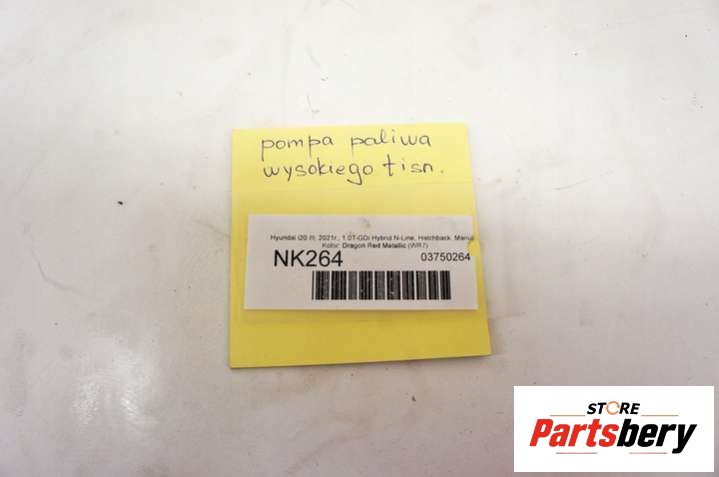 pompa paliwa
wysokiego tisn.
Hyundai i20 III, 2021r., 1.0T-GDi Hybrid N-Line, Hatchback, Manual
Kolor: Dragon Red Metallic (WR7)
NK264 03750264
STORE
Partsbery